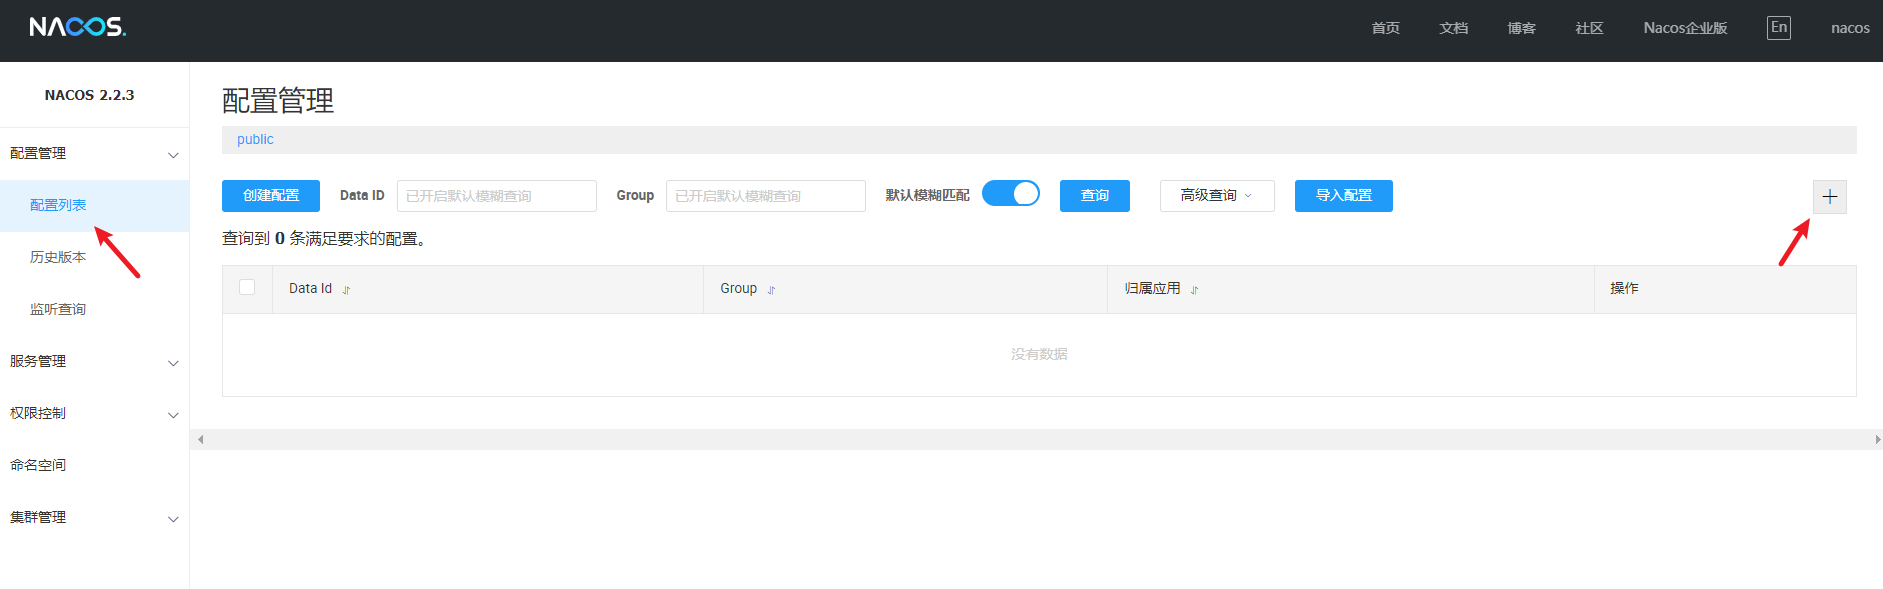 NACOS.
首页 文档 博客 社区 Nacos企业版 En nacos
NACOS 2.2.3
配置管理
配置列表
历史版本
监听查询
服务管理
权限控制
命名空间
集群管理
配置管理
public
创建配置 Data ID 已开启默认模糊查询 Group 已开启默认模糊查询 默认模糊匹配 查询 高级查询 导入配置
查询到 0 条满足要求的配置。
Data Id Group 归属应用 操作
没有数据